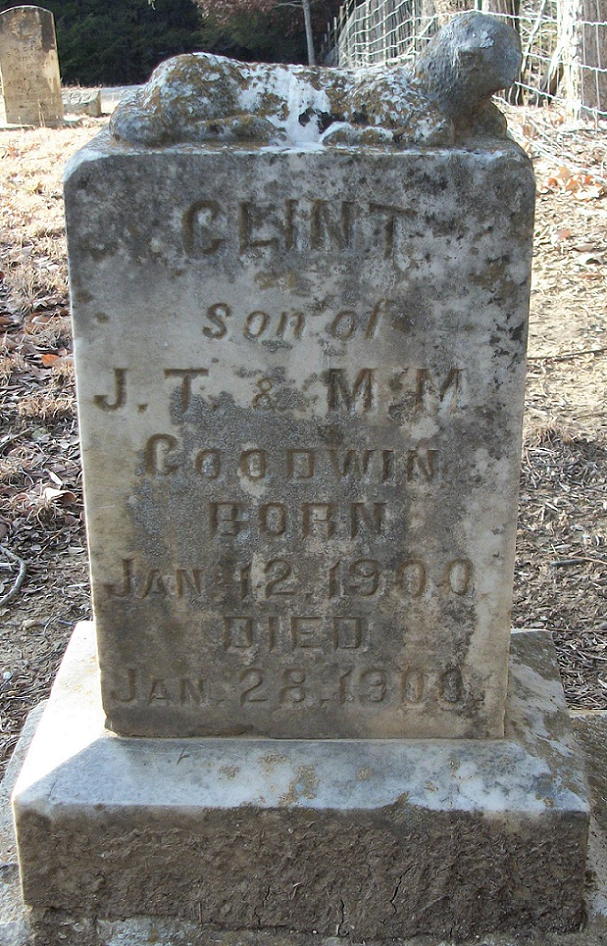 CLINT
Son of
J. T. & M. M
GOODWIN
BORN
JAN. 12, 1900
DIED
JAN. 28, 1900